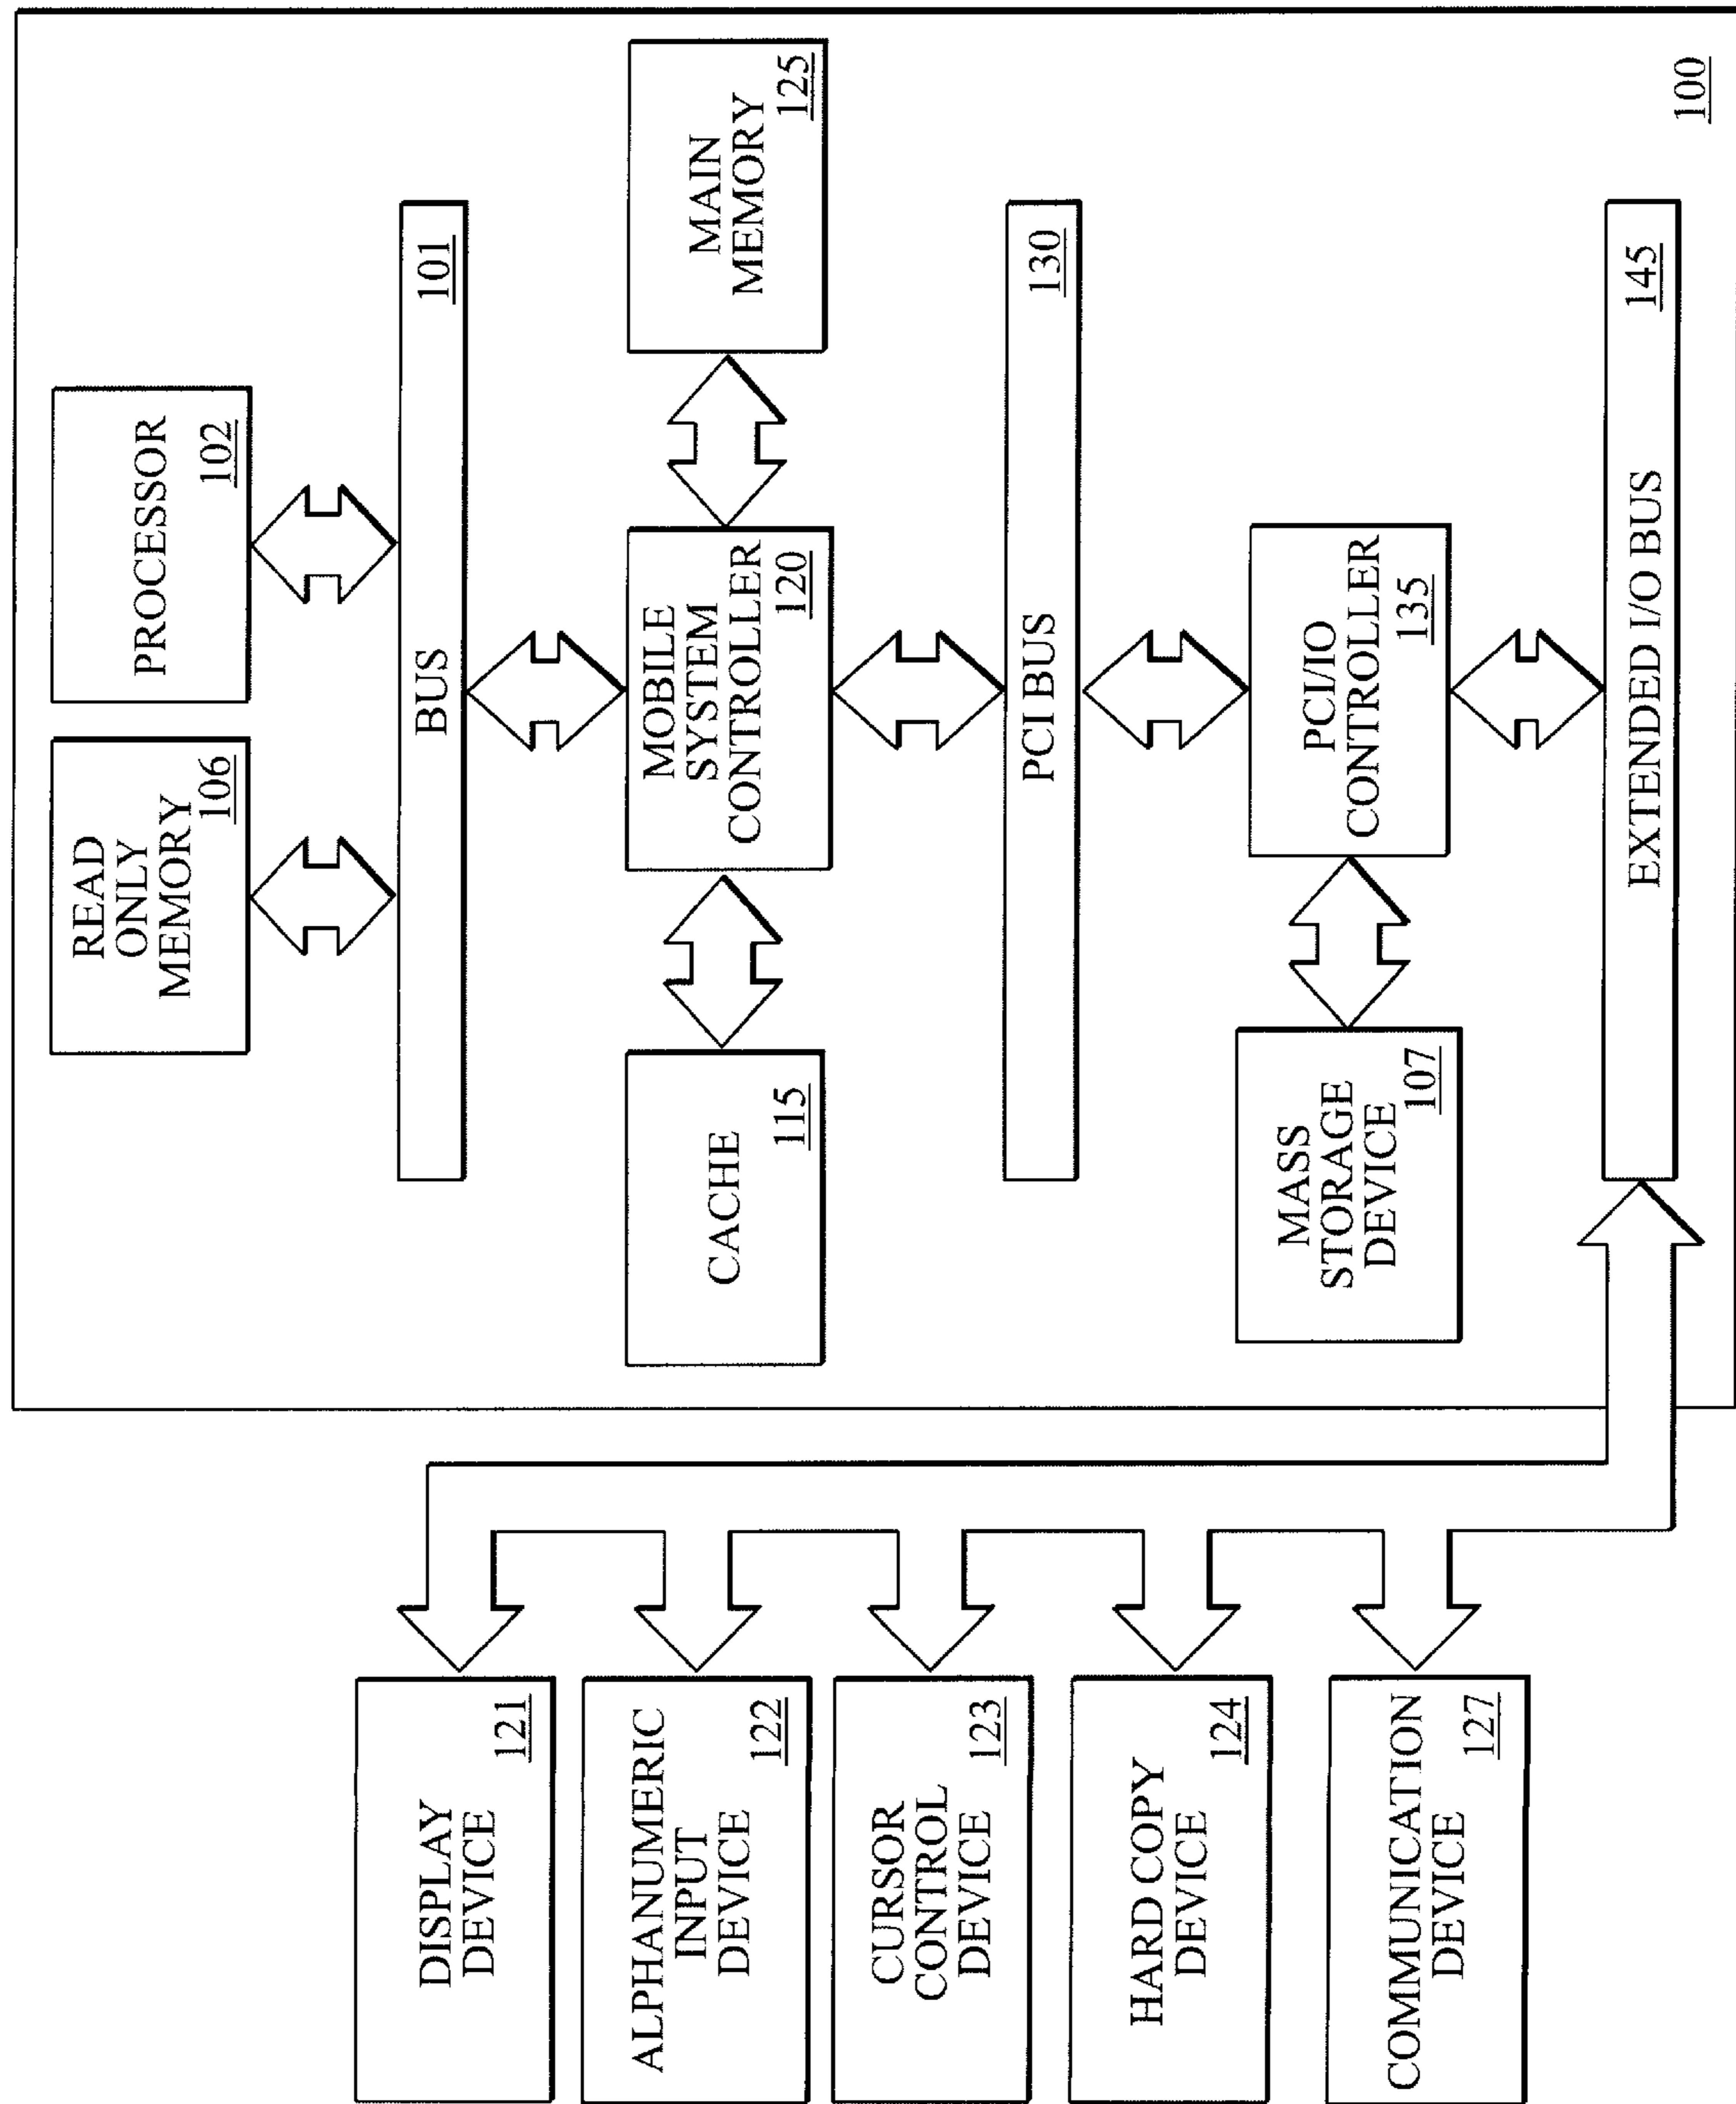 DISPLAY
DEVICE
121
ALPHANUMERIC
INPUT
DEVICE
122
CURSOR
CONTROL
DEVICE
123
HARD COPY
DEVICE
124
COMMUNICATION
DEVICE
127
READ
ONLY
MEMORY
106
PROCESSOR
102
BUS
101
CACHE
115
MOBILE
SYSTEM
CONTROLLER
120
MAIN
MEMORY
125
PCI BUS
130
MASS
STORAGE
DEVICE
107
PCI/IO
CONTROLLER
135
EXTENDED I/O BUS
145
100